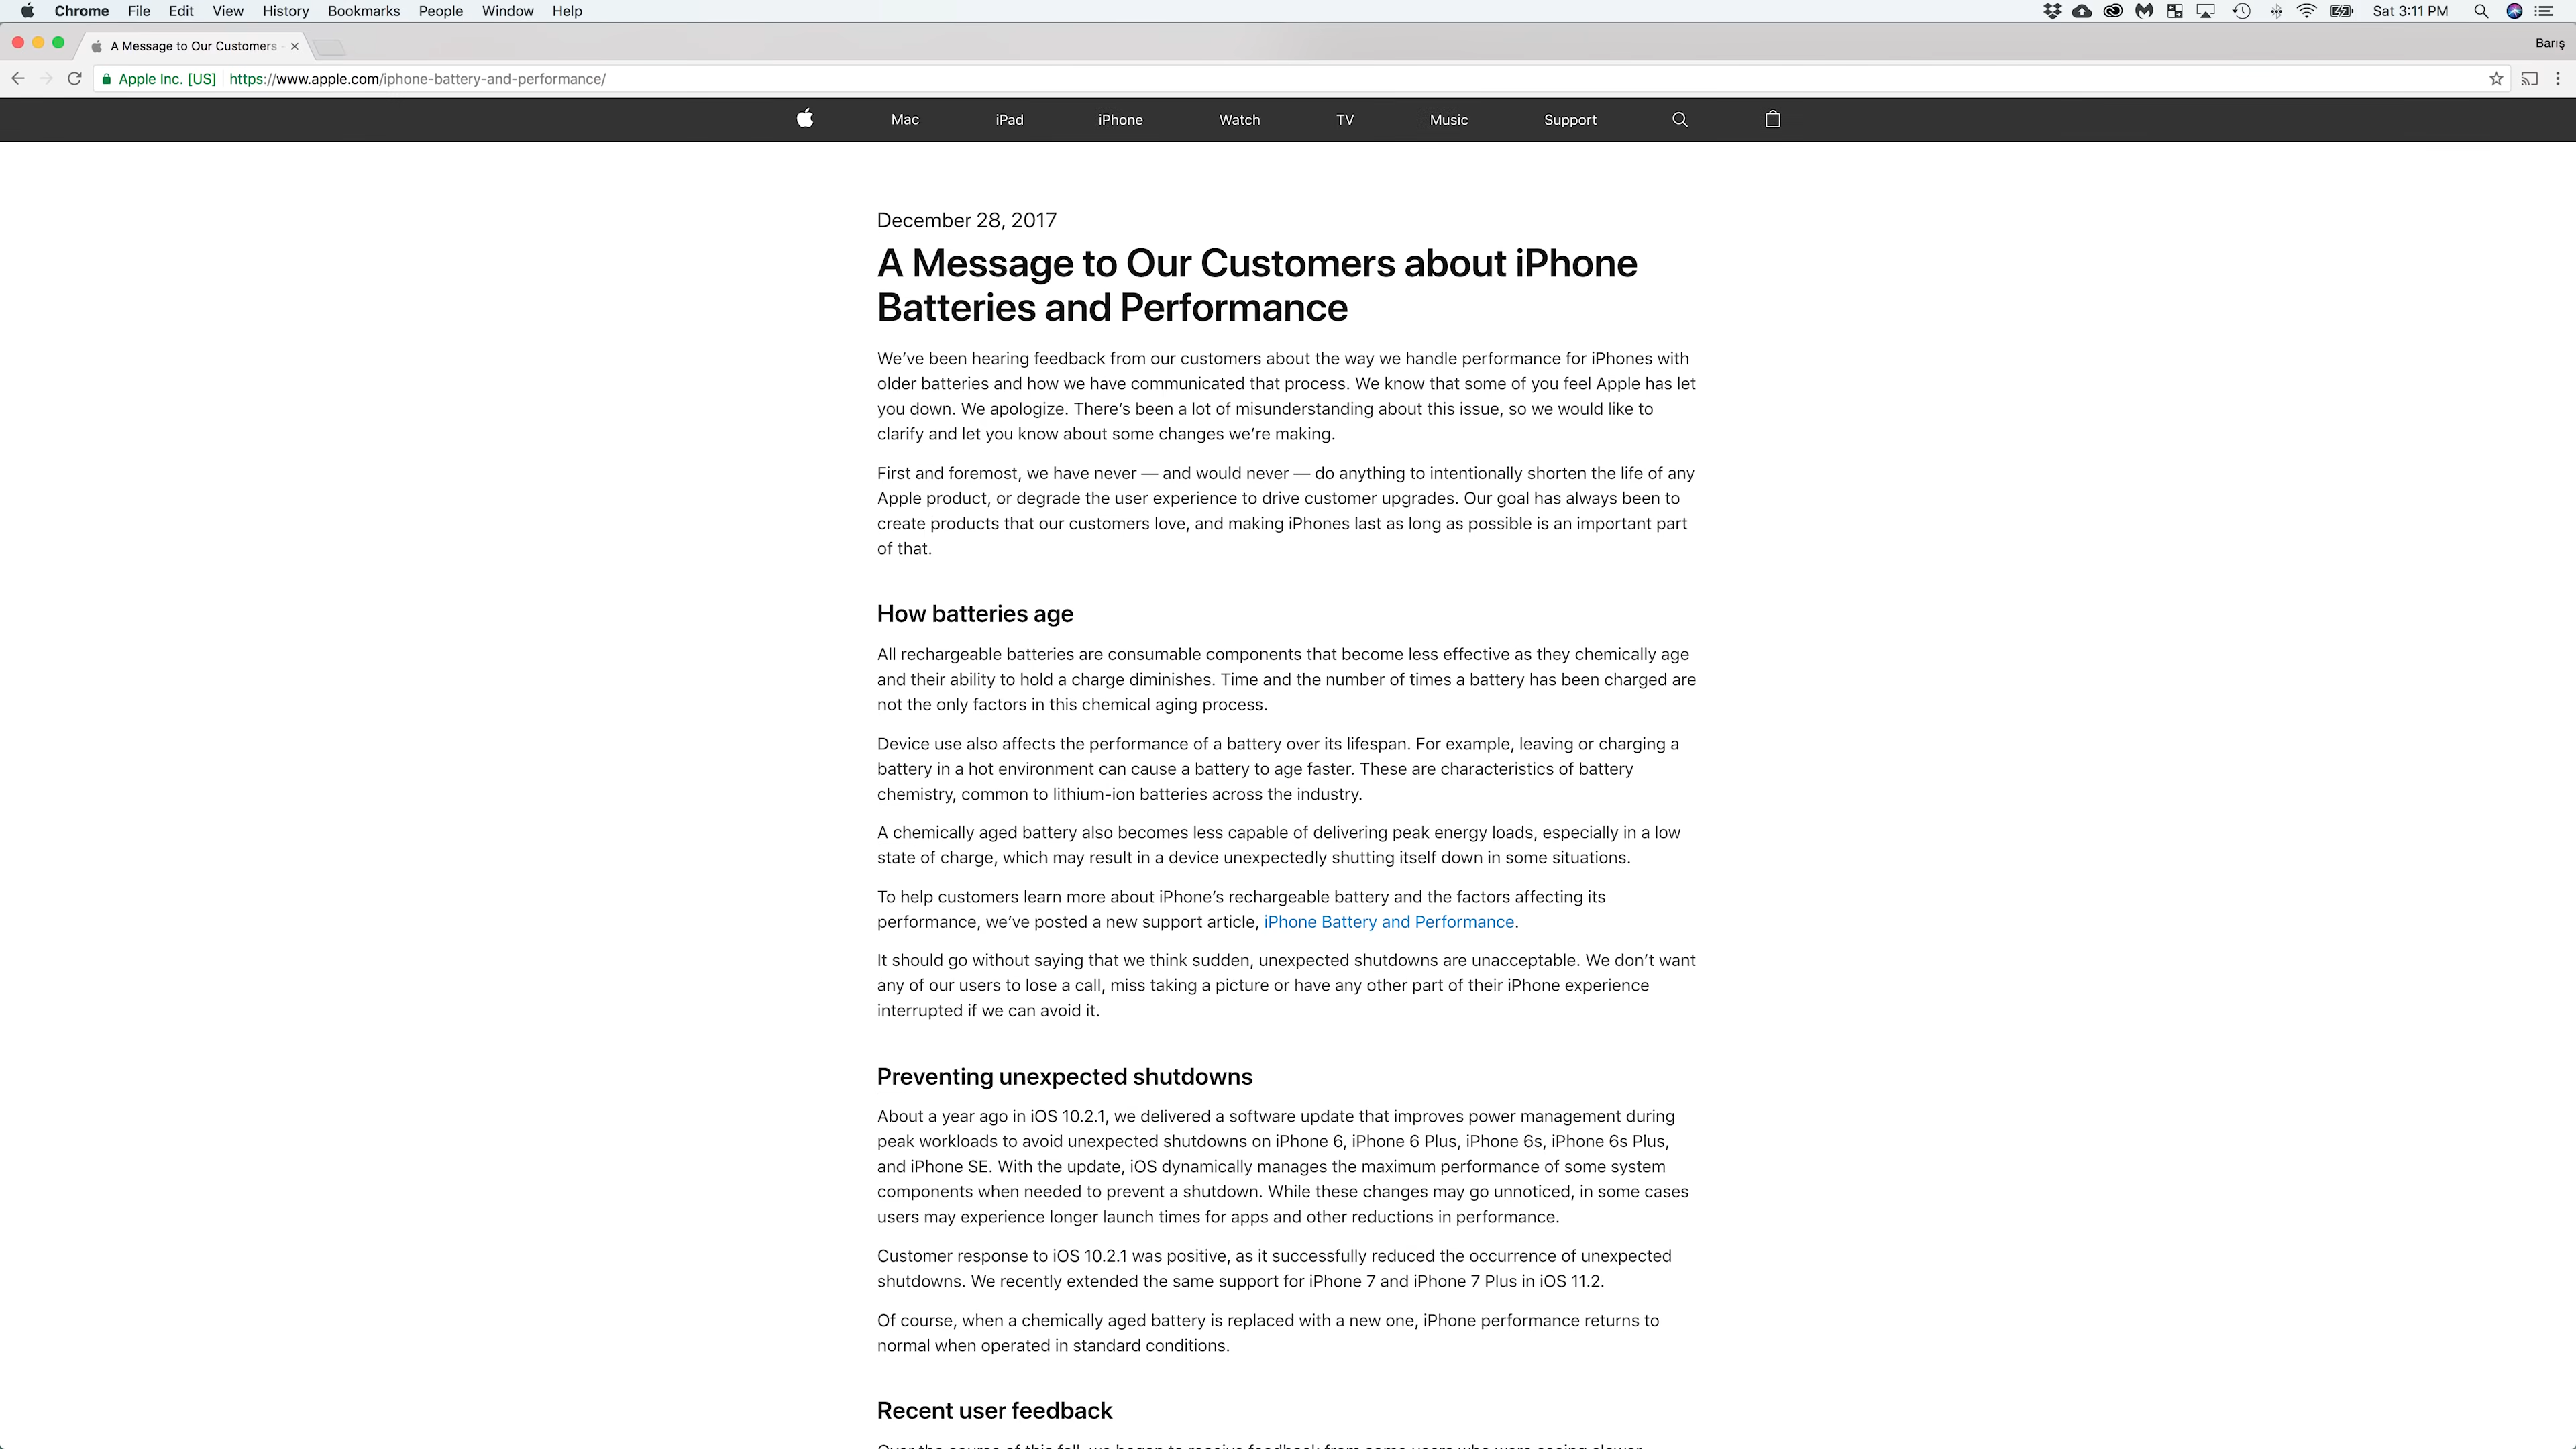 Chrome File Edit View History Bookmarks People Window Help Sat 3:11 PM
A Message to Our Customers Barış
Apple Inc. [US] https://www.apple.com/iphone-battery-and-performance/
Mac iPad iPhone Watch TV Music Support
December 28, 2017
A Message to Our Customers about iPhone
Batteries and Performance
We’ve been hearing feedback from our customers about the way we handle performance for iPhones with
older batteries and how we have communicated that process. We know that some of you feel Apple has let
you down. We apologize. There’s been a lot of misunderstanding about this issue, so we would like to
clarify and let you know about some changes we’re making.
First and foremost, we have never — and would never — do anything to intentionally shorten the life of any
Apple product, or degrade the user experience to drive customer upgrades. Our goal has always been to
create products that our customers love, and making iPhones last as long as possible is an important part
of that.
How batteries age
All rechargeable batteries are consumable components that become less effective as they chemically age
and their ability to hold a charge diminishes. Time and the number of times a battery has been charged are
not the only factors in this chemical aging process.
Device use also affects the performance of a battery over its lifespan. For example, leaving or charging a
battery in a hot environment can cause a battery to age faster. These are characteristics of battery
chemistry, common to lithium-ion batteries across the industry.
A chemically aged battery also becomes less capable of delivering peak energy loads, especially in a low
state of charge, which may result in a device unexpectedly shutting itself down in some situations.
To help customers learn more about iPhone’s rechargeable battery and the factors affecting its
performance, we’ve posted a new support article, iPhone Battery and Performance.
It should go without saying that we think sudden, unexpected shutdowns are unacceptable. We don’t want
any of our users to lose a call, miss taking a picture or have any other part of their iPhone experience
interrupted if we can avoid it.
Preventing unexpected shutdowns
About a year ago in iOS 10.2.1, we delivered a software update that improves power management during
peak workloads to avoid unexpected shutdowns on iPhone 6, iPhone 6 Plus, iPhone 6s, iPhone 6s Plus,
and iPhone SE. With the update, iOS dynamically manages the maximum performance of some system
components when needed to prevent a shutdown. While these changes may go unnoticed, in some cases
users may experience longer launch times for apps and other reductions in performance.
Customer response to iOS 10.2.1 was positive, as it successfully reduced the occurrence of unexpected
shutdowns. We recently extended the same support for iPhone 7 and iPhone 7 Plus in iOS 11.2.
Of course, when a chemically aged battery is replaced with a new one, iPhone performance returns to
normal when operated in standard conditions.
Recent user feedback